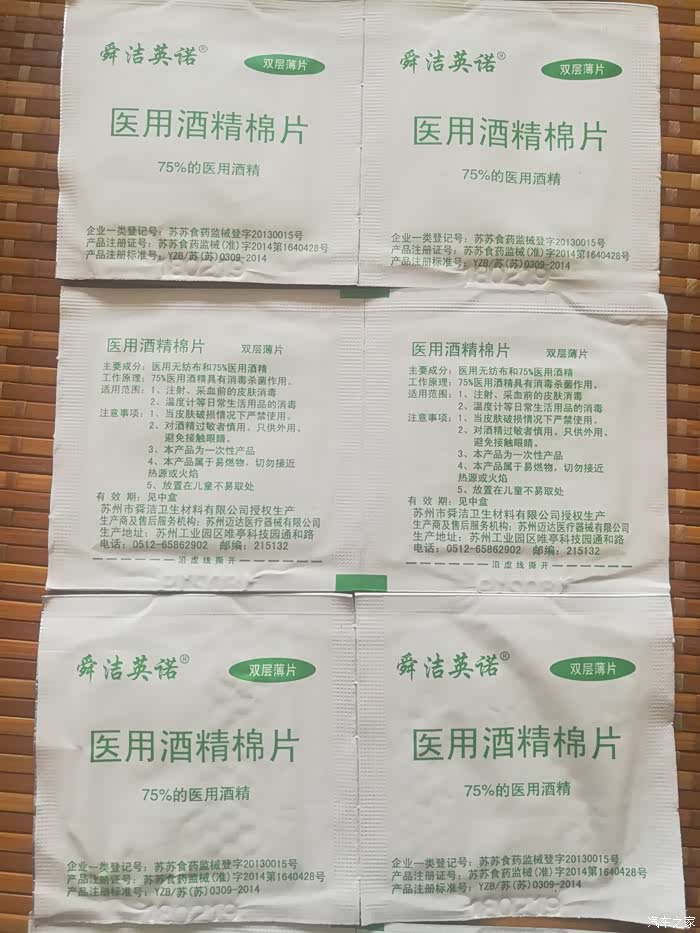 舜洁英诺®
双层薄片
医用酒精棉片
75%的医用酒精
企业一类登记号：苏苏食药监械登字20130015号
产品注册证号：苏苏食药监械(准)字2014第1640428号
产品注册标准号：YZB/苏(苏)0309-2014
舜洁英诺®
双层薄片
医用酒精棉片
75%的医用酒精
企业一类登记号：苏苏食药监械登字20130015号
产品注册证号：苏苏食药监械(准)字2014第1640428号
产品注册标准号：YZB/苏(苏)0309-2014
医用酒精棉片 双层薄片
主要成分：医用无纺布和75%医用酒精
工作原理：75%医用酒精具有消毒杀菌作用。
适用范围：1、注射、采血前的皮肤消毒
2、温度计等日常生活用品的消毒
注意事项：1、当皮肤破损情况下严禁使用。
2、对酒精过敏者慎用。只供外用、
避免接触眼睛。
3、本产品为一次性产品
4、本产品属于易燃物，切勿接近
热源或火焰
5、放置在儿童不易取处
有 效 期：见中盒
苏州市舜洁卫生材料有限公司授权生产
生产商及售后服务机构：苏州迈达医疗器械有限公司
生产地址：苏州工业园区唯亭科技园通和路
电话：0512-65862902 邮编：215132
沿虚线撕开
医用酒精棉片 双层薄片
主要成分：医用无纺布和75%医用酒精
工作原理：75%医用酒精具有消毒杀菌作用。
适用范围：1、注射、采血前的皮肤消毒
2、温度计等日常生活用品的消毒
注意事项：1、当皮肤破损情况下严禁使用。
2、对酒精过敏者慎用。只供外用、
避免接触眼睛。
3、本产品为一次性产品
4、本产品属于易燃物，切勿接近
热源或火焰
5、放置在儿童不易取处
有 效 期：见中盒
苏州市舜洁卫生材料有限公司授权生产
生产商及售后服务机构：苏州迈达医疗器械有限公司
生产地址：苏州工业园区唯亭科技园通和路
电话：0512-65862902 邮编：215132
沿虚线撕开
舜洁英诺®
双层薄片
医用酒精棉片
75%的医用酒精
企业一类登记号：苏苏食药监械登字20130015号
产品注册证号：苏苏食药监械(准)字2014第1640428号
产品注册标准号：YZB/苏(苏)0309-2014
舜洁英诺®
双层薄片
医用酒精棉片
75%的医用酒精
企业一类登记号：苏苏食药监械登字20130015号
产品注册证号：苏苏食药监械(准)字2014第1640428号
产品注册标准号：YZB/苏(苏)0309-2014
汽车之家